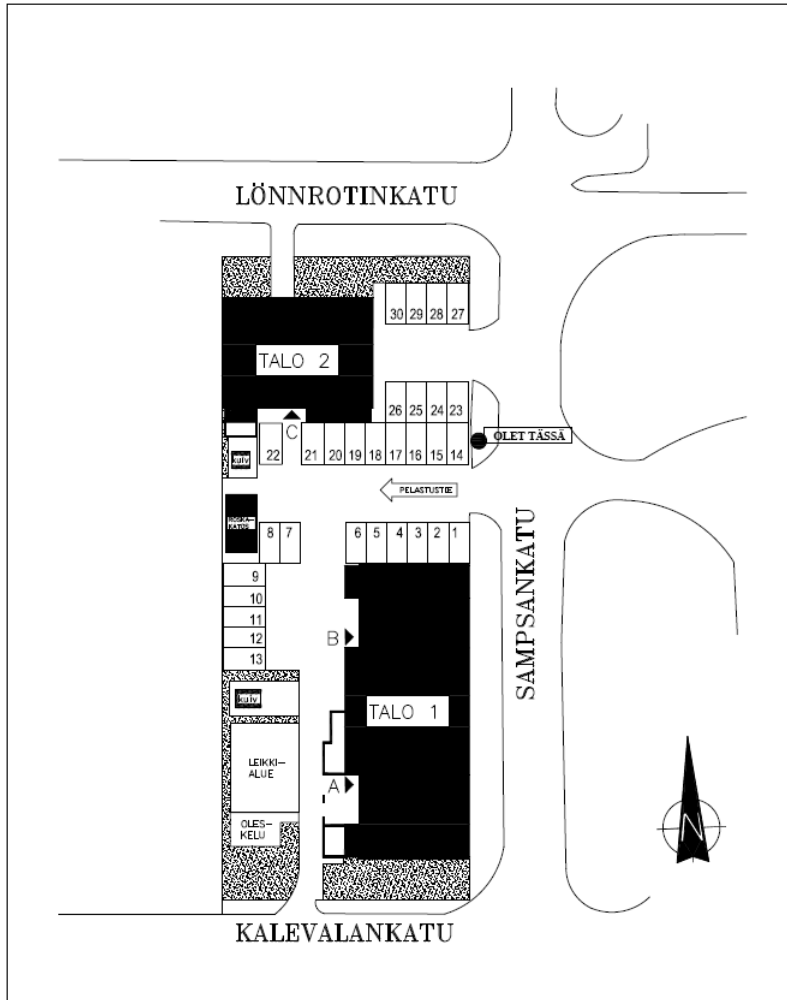 LÖNNROTINKATU
30 29 28 27
TALO 2
26 25 24 23
C
OLET TÄSSÄ
22 21 20 19 18 17 16 15 14
kuiv
PELASTUSTIE
8 7 6 5 4 3 2 1
9
10
11
12
13
B
SAMPSANKATU
kuiv
TALO 1
LEIKKI-
ALUE
A
OLES-
KELU
N
KALEVALANKATU